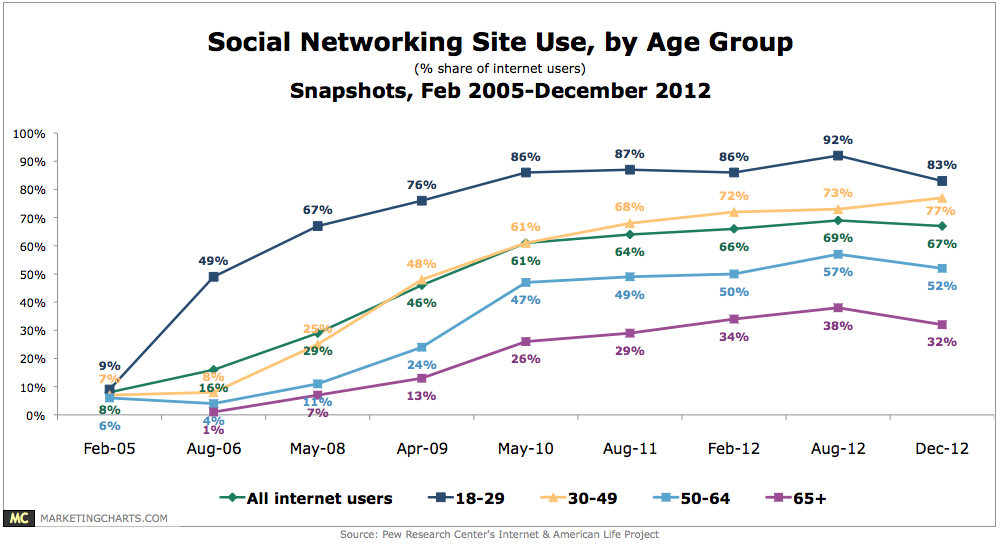 Social Networking Site Use, by Age Group
(% share of internet users)
Snapshots, Feb 2005-December 2012
100%
90%
80%
70%
60%
50%
40%
30%
20%
10%
0%
9% 49% 67% 76% 86% 87% 86% 92% 83%
7% 8% 25% 48% 61% 68% 72% 73% 77%
8% 16% 29% 46% 61% 64% 66% 69% 67%
6% 4% 11% 24% 47% 49% 50% 57% 52%
1% 7% 13% 26% 29% 34% 38% 32%
Feb-05 Aug-06 May-08 Apr-09 May-10 Aug-11 Feb-12 Aug-12 Dec-12
All internet users 18-29 30-49 50-64 65+
MC MARKETINGCHARTS.COM
Source: Pew Research Center's Internet & American Life Project